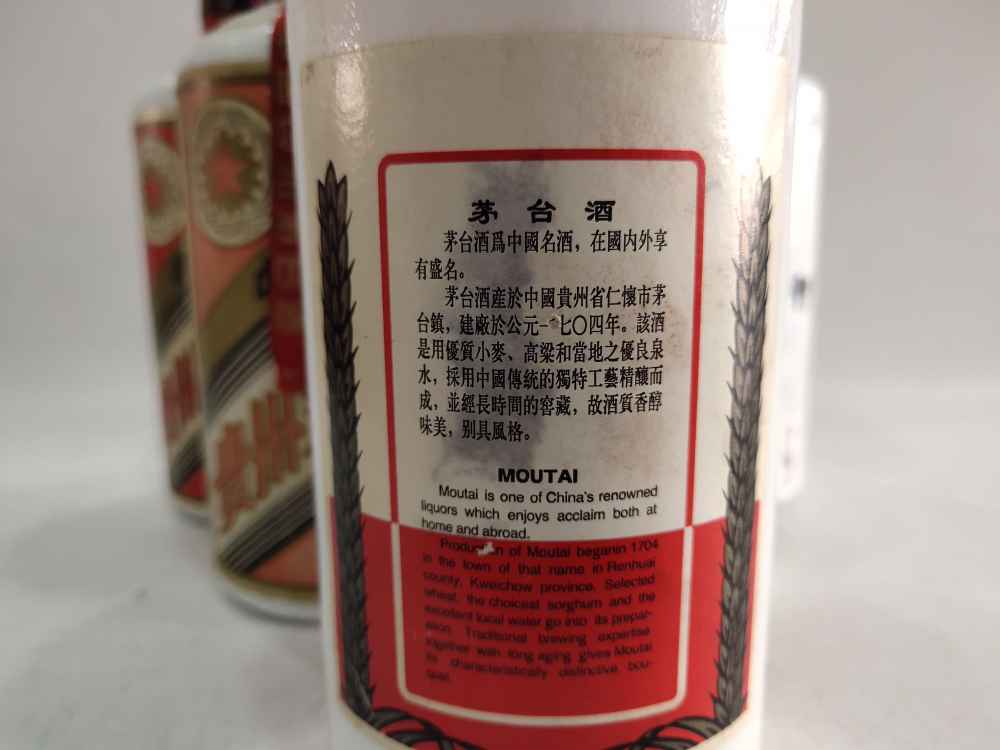 茅台酒
茅台酒爲中國名酒，在國内外享
有盛名。
茅台酒産於中國貴州省仁懷市茅
台鎮，建廠於公元一七〇四年。該酒
是用優質小麥、高粱和當地之優良泉
水，採用中國傳統的獨特工藝精釀而
成，並經長時間的窖藏，故酒質香醇
味美，别具風格。
MOUTAI
Moutai is one of China's renowned
liquors which enjoys acclaim both at
home and abroad.
Production of Moutai beganin 1704
in the town of that name in Renhuai
county, Kweichow province. Selected
wheat, the choicest sorghum and the
excellent local water go into its prepar-
ation. Traditional brewing expertise
together with long aging gives Moutai
its characteristically distinctive bou-
quet.
貴州